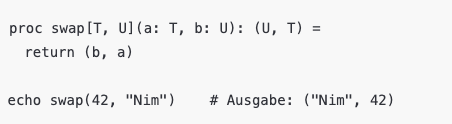 proc swap[T, U](a: T, b: U): (U, T) =
  return (b, a)
echo swap(42, "Nim")    # Ausgabe: ("Nim", 42)